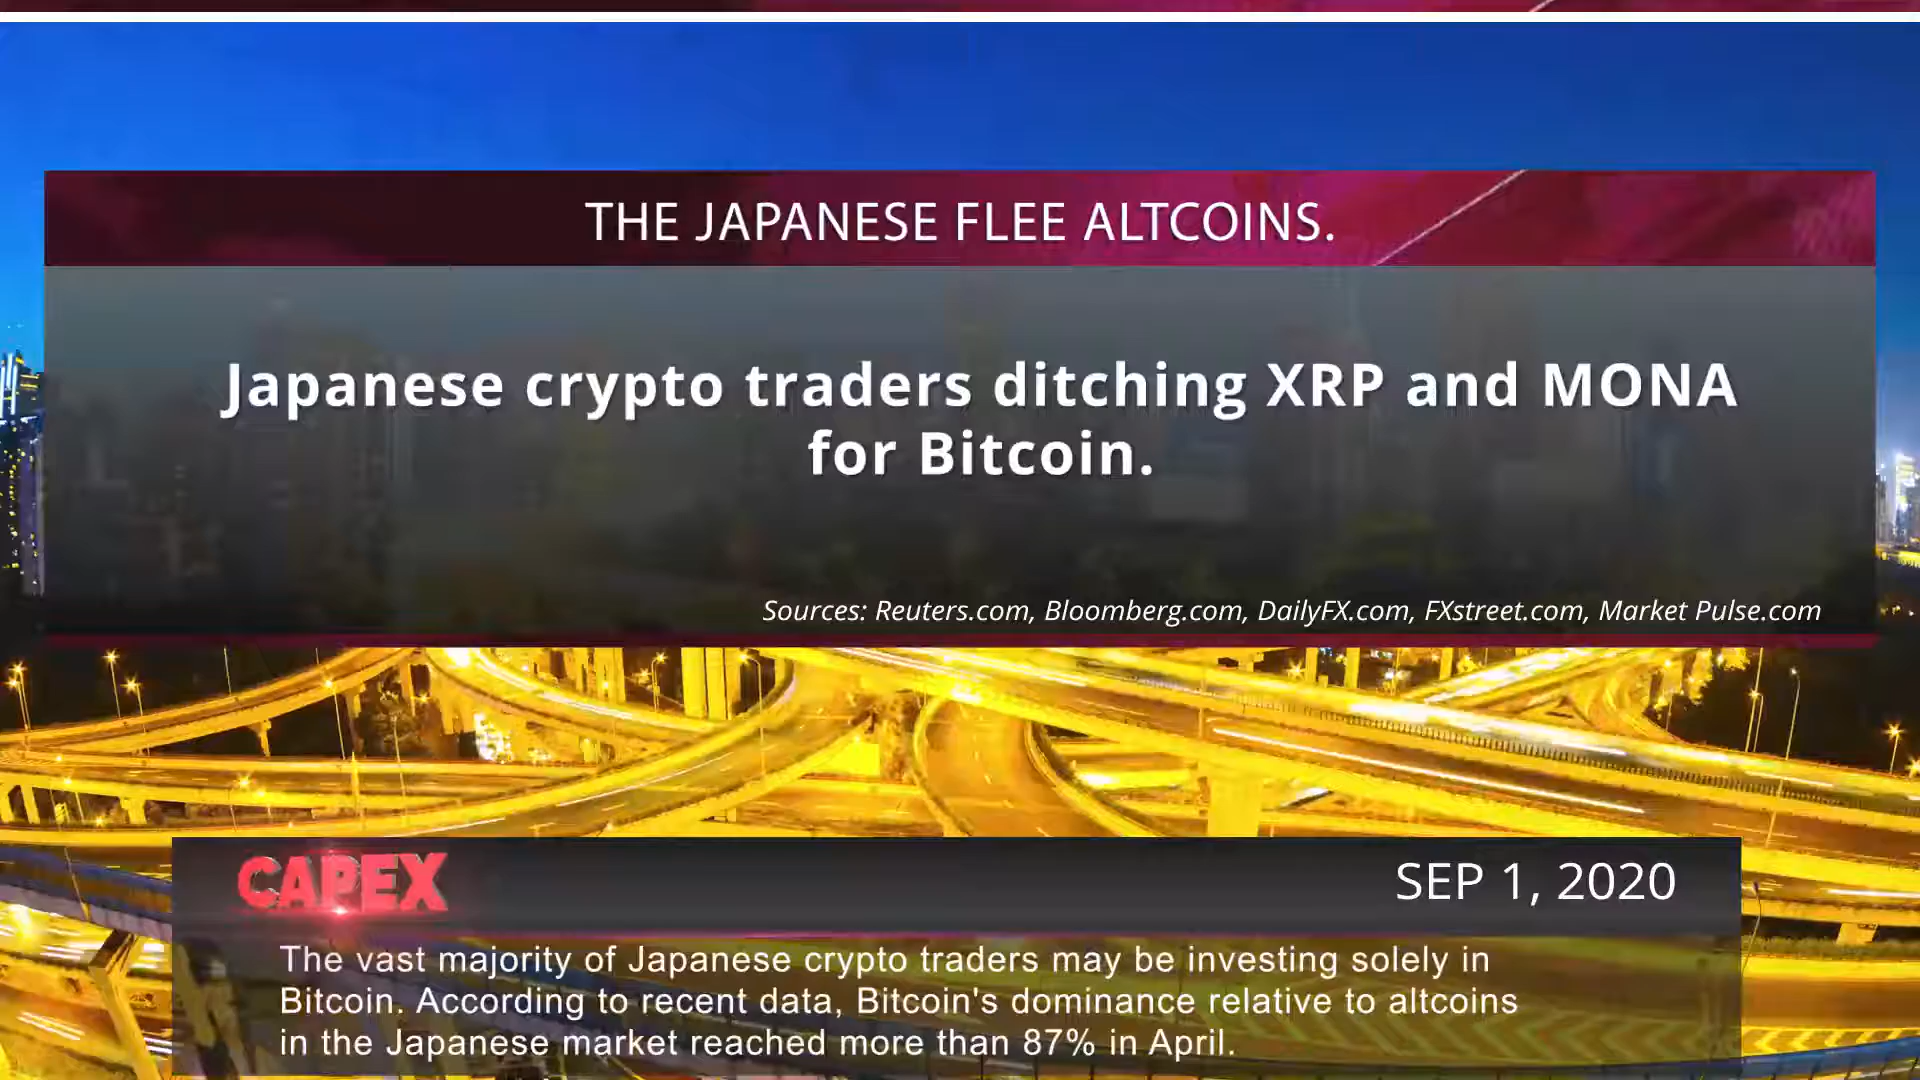 THE JAPANESE FLEE ALTCOINS.
Japanese crypto traders ditching XRP and MONA
for Bitcoin.
Sources: Reuters.com, Bloomberg.com, DailyFX.com, FXstreet.com, Market Pulse.com
CAPEX
SEP 1, 2020
The vast majority of Japanese crypto traders may be investing solely in
Bitcoin. According to recent data, Bitcoin's dominance relative to altcoins
in the Japanese market reached more than 87% in April.